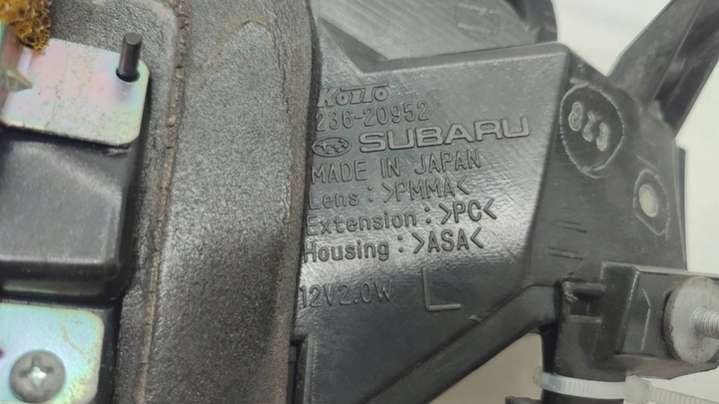 KOITO
236-20952
SUBARU
MADE IN JAPAN
Lens : >PMMA<
Extension : >PC<
Housing : >ASA<
12V2.0W L